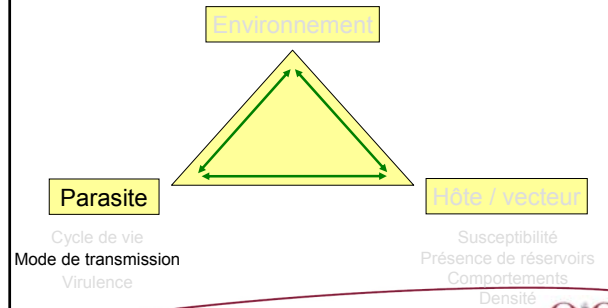 Environnement
Parasite
Hôte / vecteur
Cycle de vie
Mode de transmission
Virulence
Susceptibilité
Présence de réservoirs
Comportements
Densité